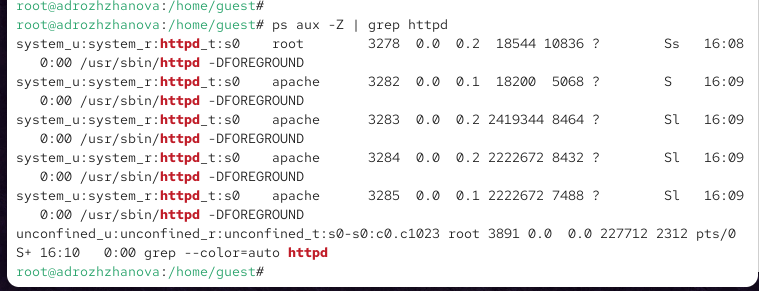 root@adrozhzhanova:/home/guest#
root@adrozhzhanova:/home/guest# ps aux -Z | grep httpd
system_u:system_r:httpd_t:s0    root        3278  0.0  0.2  18544 10836 ?        Ss   16:08
   0:00 /usr/sbin/httpd -DFOREGROUND
system_u:system_r:httpd_t:s0    apache      3282  0.0  0.1  18200  5068 ?        S    16:09
   0:00 /usr/sbin/httpd -DFOREGROUND
system_u:system_r:httpd_t:s0    apache      3283  0.0  0.2 2419344 8464 ?        Sl   16:09
   0:00 /usr/sbin/httpd -DFOREGROUND
system_u:system_r:httpd_t:s0    apache      3284  0.0  0.2 2222672 8432 ?        Sl   16:09
   0:00 /usr/sbin/httpd -DFOREGROUND
system_u:system_r:httpd_t:s0    apache      3285  0.0  0.1 2222672 7488 ?        Sl   16:09
   0:00 /usr/sbin/httpd -DFOREGROUND
unconfined_u:unconfined_r:unconfined_t:s0-s0:c0.c1023 root 3891 0.0  0.0 227712 2312 pts/0
S+ 16:10   0:00 grep --color=auto httpd
root@adrozhzhanova:/home/guest#